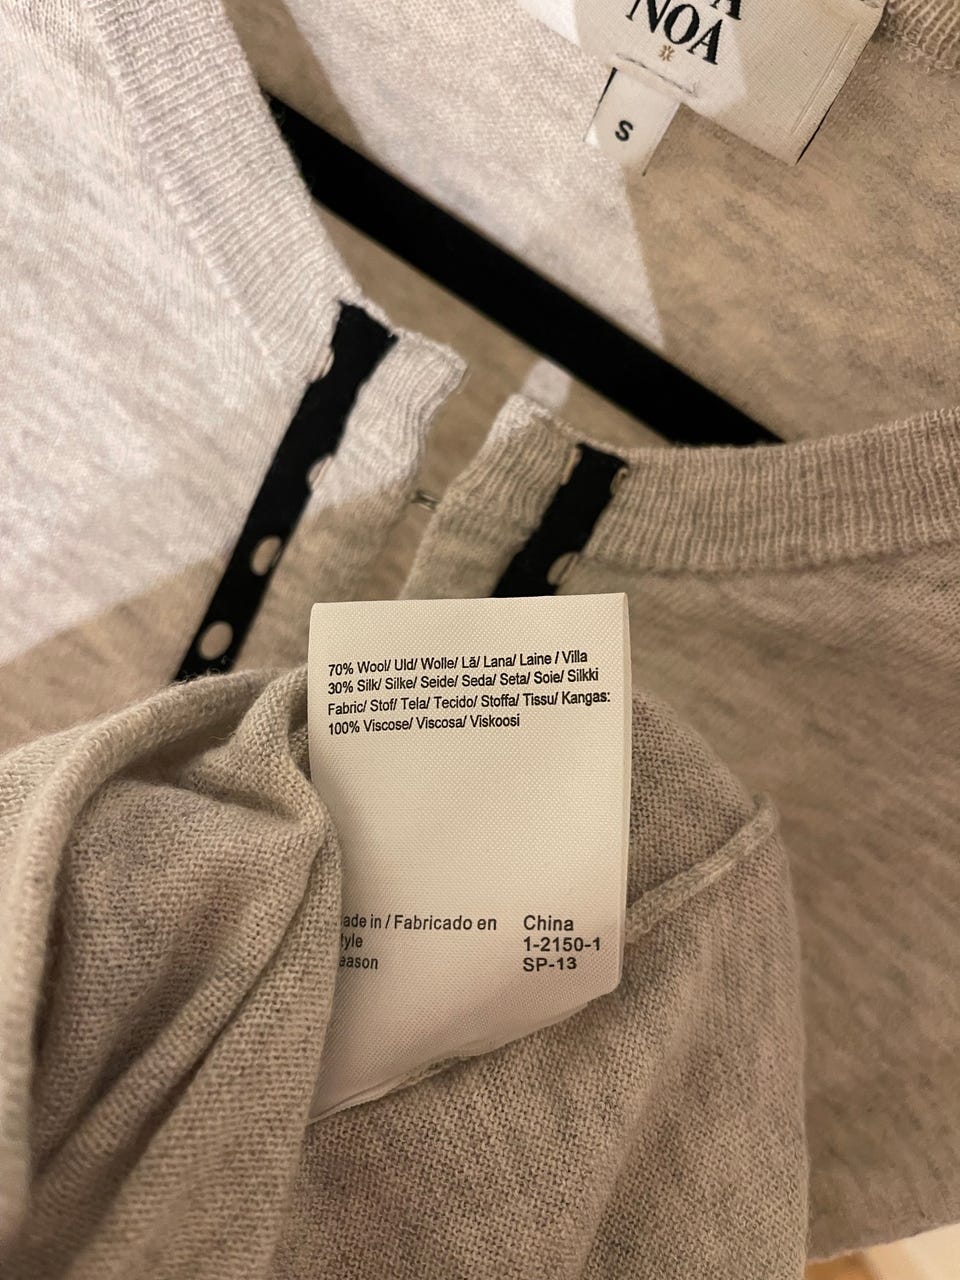 NOA
S
70% Wool/ Uld/ Wolle/ Lã/ Lana/ Laine / Villa
30% Silk/ Silke/ Seide/ Seda/ Seta/ Soie/ Silkki
Fabric/ Stof/ Tela/ Tecido/ Stoffa/ Tissu/ Kangas:
100% Viscose/ Viscosa/ Viskoosi
ade in / Fabricado en China
tyle 1-2150-1
eason SP-13